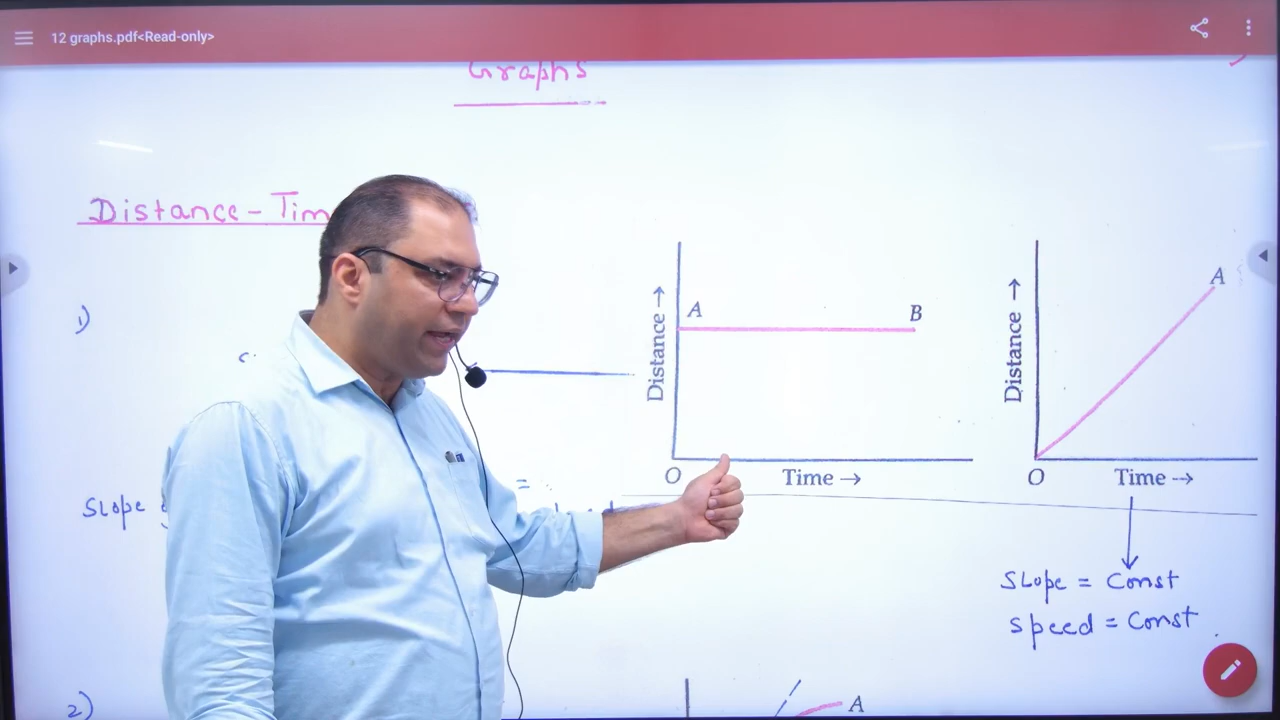 12 graphs.pdf<Read-only>
Graphs
Distance - Tim
1)
A
B
Distance →
O
Time →
A
Distance →
O
Time →
Slope
=
Slope = Const
Speed = Const
2)
A